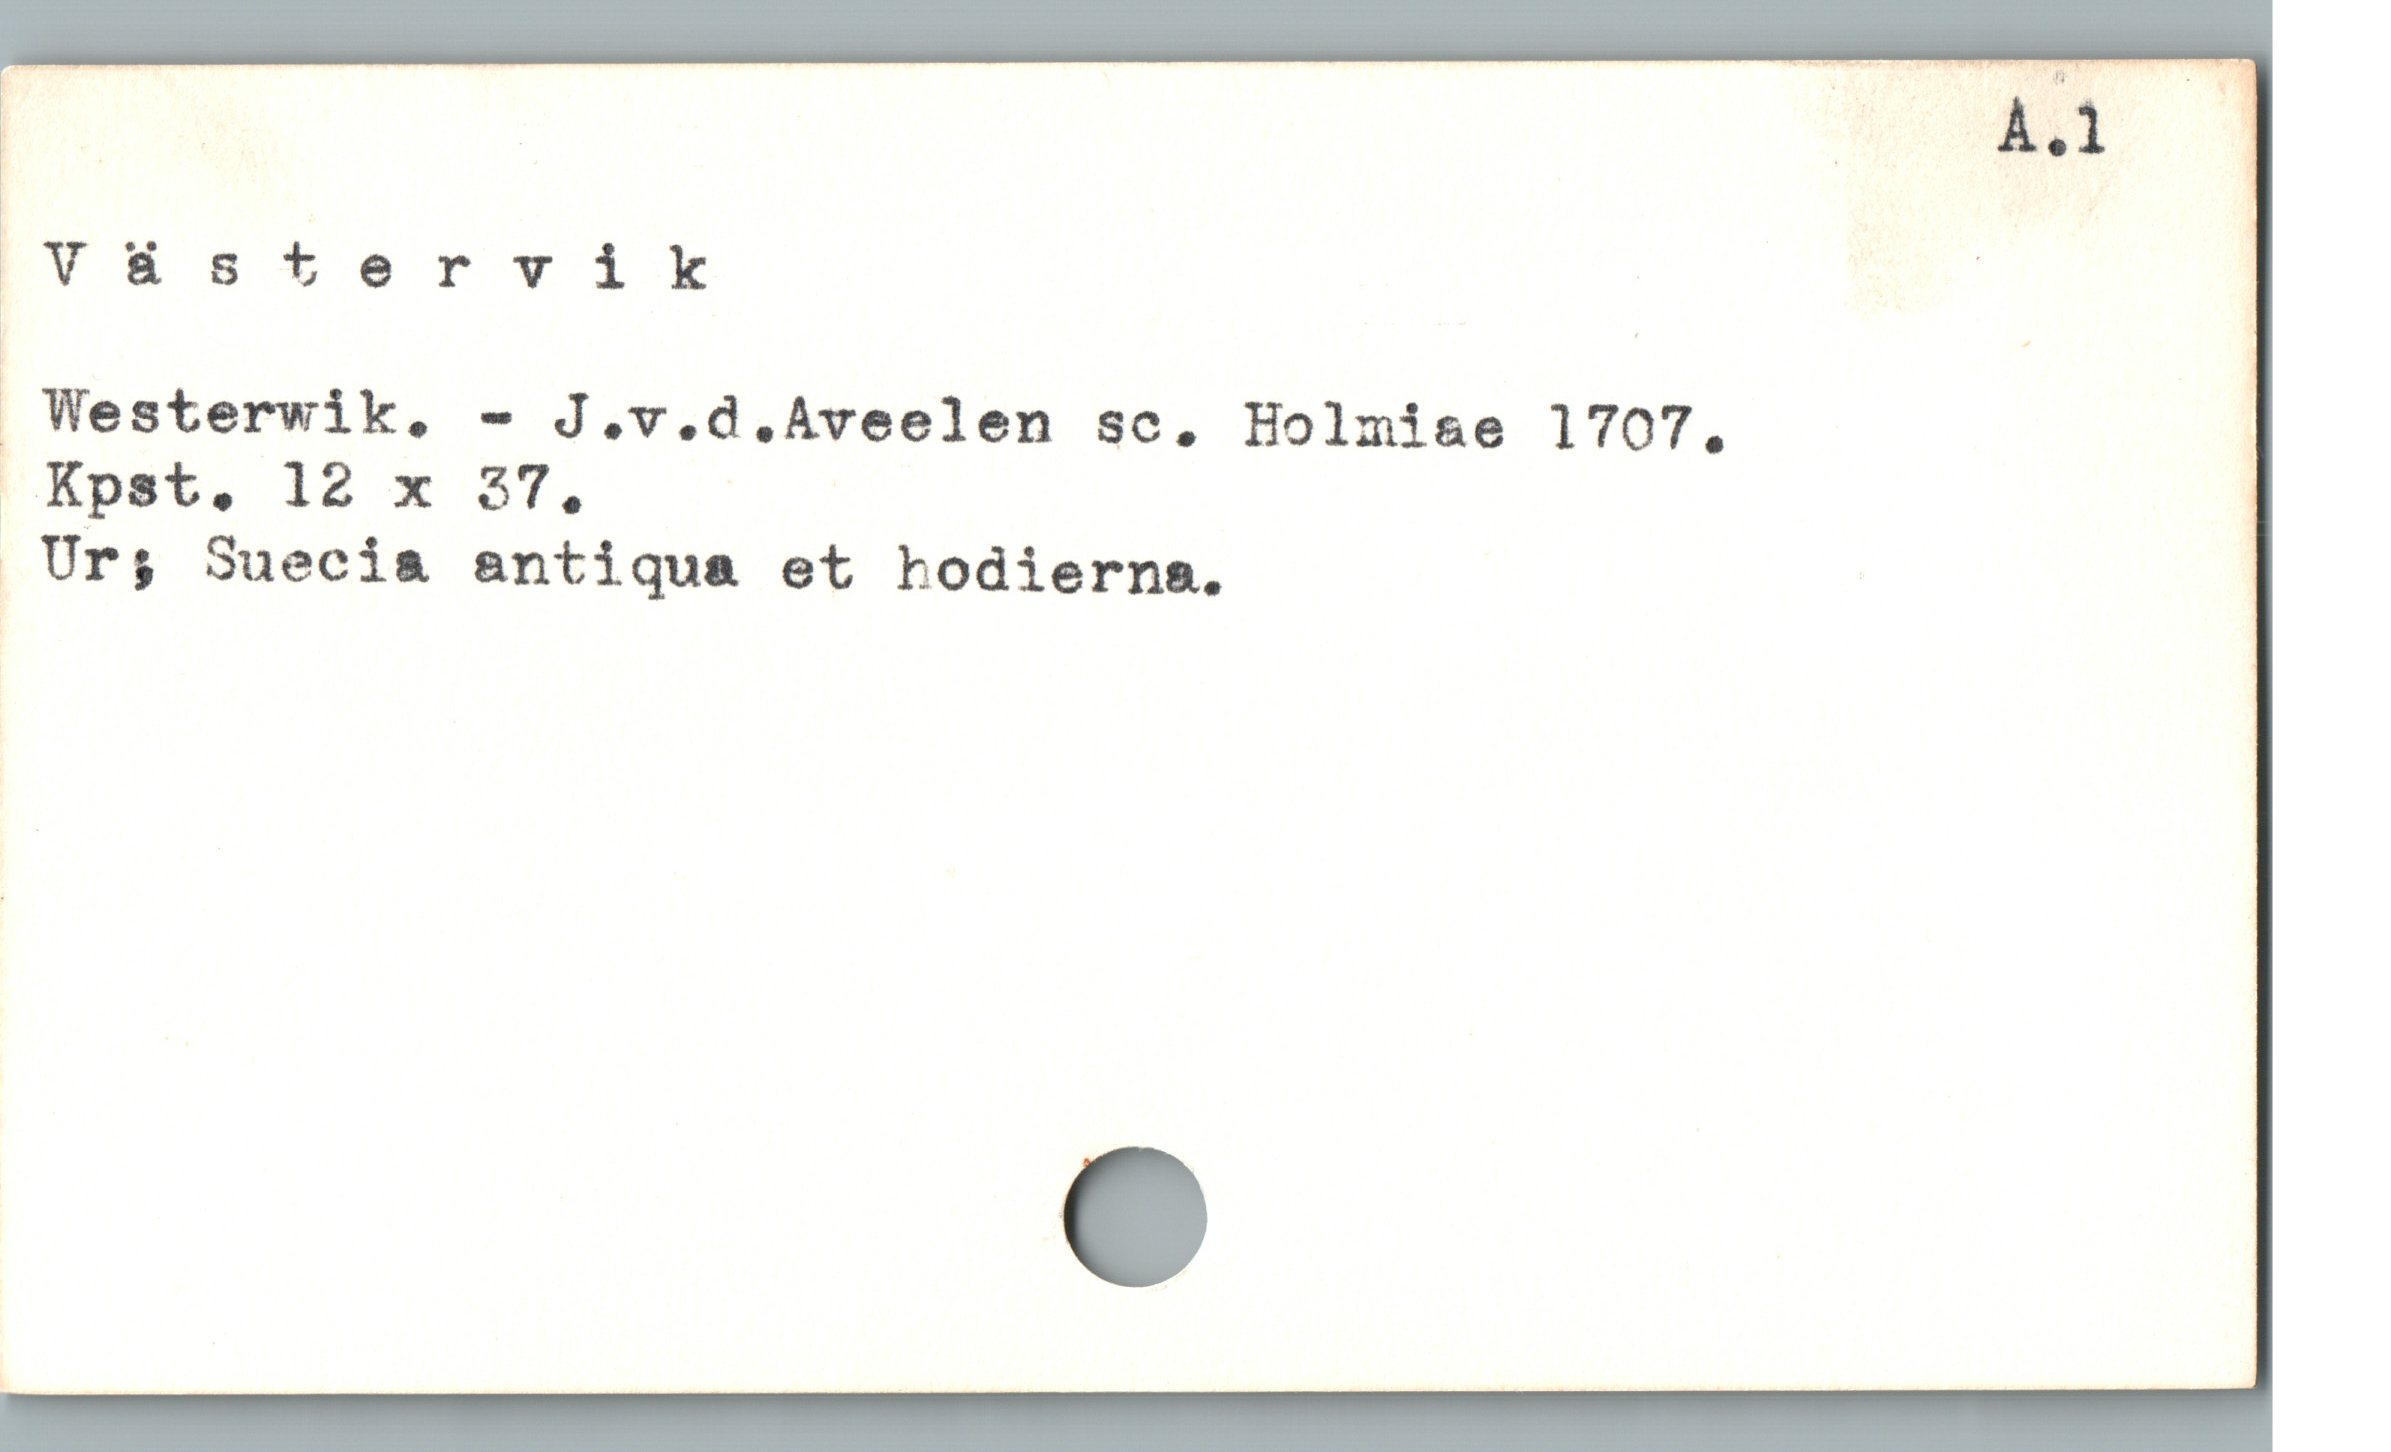 A.1
V ä s t e r v i k
Westerwik. - J.v.d.Aveelen sc. Holmiae 1707.
Kpst. 12 x 37.
Ur; Suecia antiqua et hodierna.